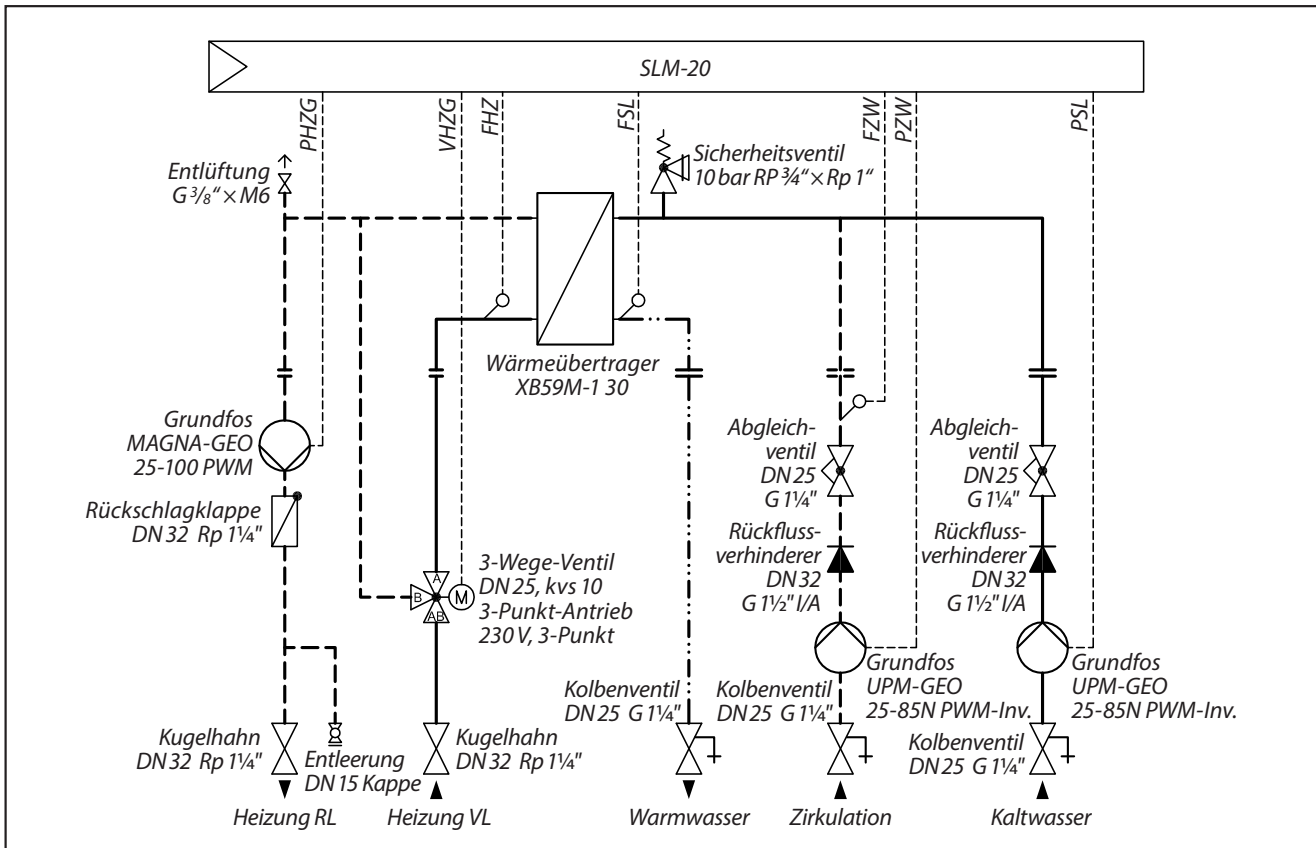 SLM-20
PHZG
VHZG
FHZ
FSL
FZW
PZW
PSL
Entlüftung
G 3/8“ × M6
Sicherheitsventil
10 bar RP ¾“ × Rp 1“
Wärmeübertrager
XB59M-1 30
Grundfos
MAGNA-GEO
25-100 PWM
Rückschlagklappe
DN 32 Rp 1¼"
A
B
AB
M
3-Wege-Ventil
DN 25, kvs 10
3-Punkt-Antrieb
230 V, 3-Punkt
Abgleich-
ventil
DN 25
G 1¼"
Abgleich-
ventil
DN 25
G 1¼"
Rückfluss-
verhinderer
DN 32
G 1½" I/A
Rückfluss-
verhinderer
DN 32
G 1½" I/A
Grundfos
UPM-GEO
25-85N PWM-Inv.
Grundfos
UPM-GEO
25-85N PWM-Inv.
Kugelhahn
DN 32 Rp 1¼"
Entleerung
DN 15 Kappe
Kugelhahn
DN 32 Rp 1¼"
Kolbenventil
DN 25 G 1¼"
Kolbenventil
DN 25 G 1¼"
Kolbenventil
DN 25 G 1¼"
Heizung RL
Heizung VL
Warmwasser
Zirkulation
Kaltwasser